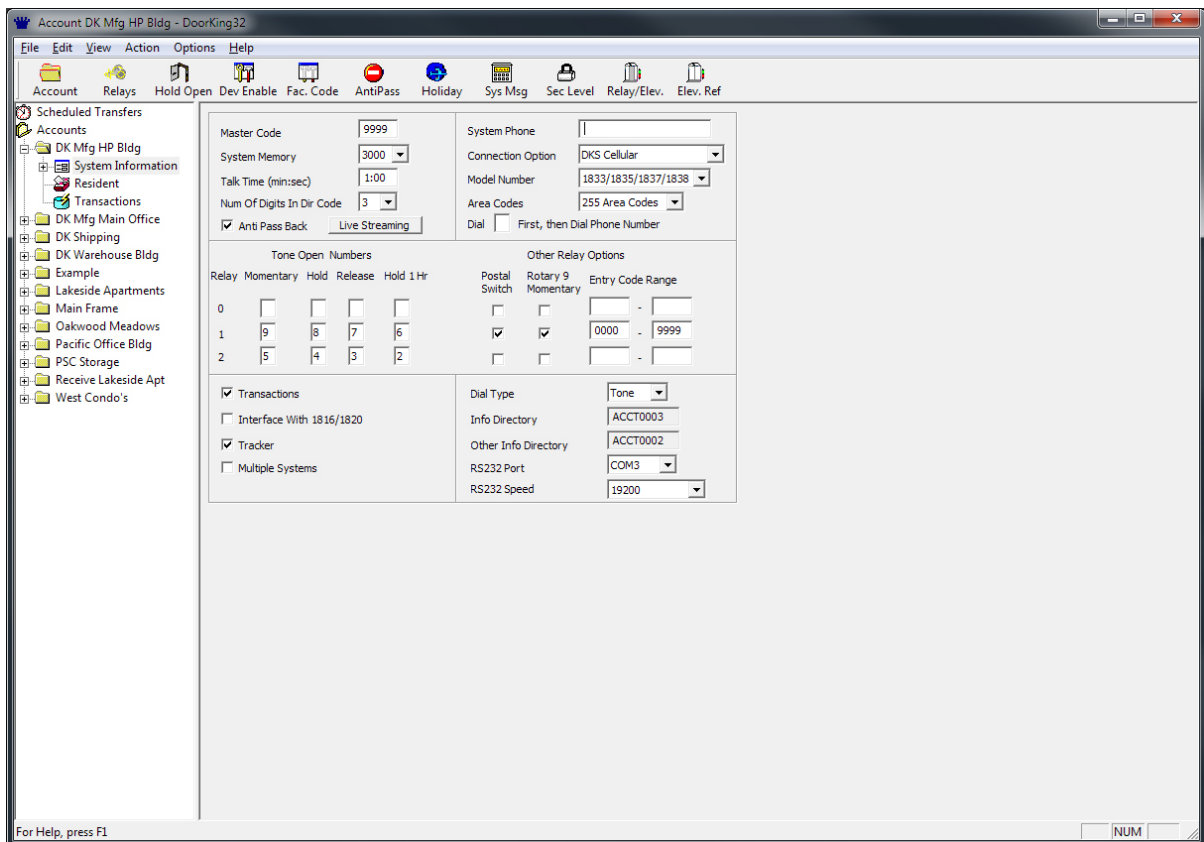 Account DK Mfg HP Bldg - DoorKing32
File Edit View Action Options Help
Account Relays Hold Open Dev Enable Fac. Code AntiPass Holiday Sys Msg Sec Level Relay/Elev. Elev. Ref
Scheduled Transfers
Accounts
DK Mfg HP Bldg
System Information
Resident
Transactions
DK Mfg Main Office
DK Shipping
DK Warehouse Bldg
Example
Lakeside Apartments
Main Frame
Oakwood Meadows
Pacific Office Bldg
PSC Storage
Receive Lakeside Apt
West Condo's
Master Code 9999
System Memory 3000
Talk Time (min:sec) 1:00
Num Of Digits In Dir Code 3
Anti Pass Back Live Streaming
System Phone
Connection Option DKS Cellular
Model Number 1833/1835/1837/1838
Area Codes 255 Area Codes
Dial First, then Dial Phone Number
Tone Open Numbers
Relay Momentary Hold Release Hold 1 Hr
0
1 9 8 7 6
2 5 4 3 2
Other Relay Options
Postal Switch Rotary 9 Momentary Entry Code Range
-
0000 - 9999
-
Transactions
Interface With 1816/1820
Tracker
Multiple Systems
Dial Type Tone
Info Directory ACCT0003
Other Info Directory ACCT0002
RS232 Port COM3
RS232 Speed 19200
For Help, press F1
NUM